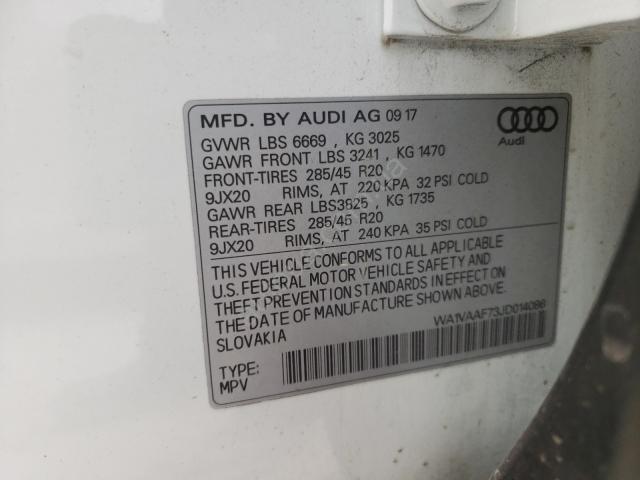 MFD. BY AUDI AG 09 17
Audi
GVWR LBS 6669 , KG 3025
GAWR FRONT LBS 3241 , KG 1470
FRONT-TIRES 285/45 R20
9JX20 RIMS, AT 220 KPA 32 PSI COLD
GAWR REAR LBS3825 , KG 1735
REAR-TIRES 285/45 R20
9JX20 RIMS, AT 240 KPA 35 PSI COLD
THIS VEHICLE CONFORMS TO ALL APPLICABLE
U.S. FEDERAL MOTOR VEHICLE SAFETY AND
THEFT PREVENTION STANDARDS IN EFFECT ON
THE DATE OF MANUFACTURE SHOWN ABOVE.
SLOVAKIA
WA1VAAF73JD014086
TYPE:
MPV